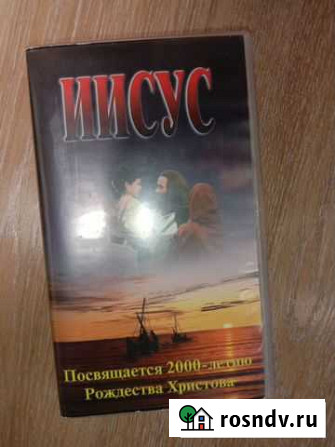 ИИСУС
Посвящается 2000-летию
Рождества Христова
rosndv.ru